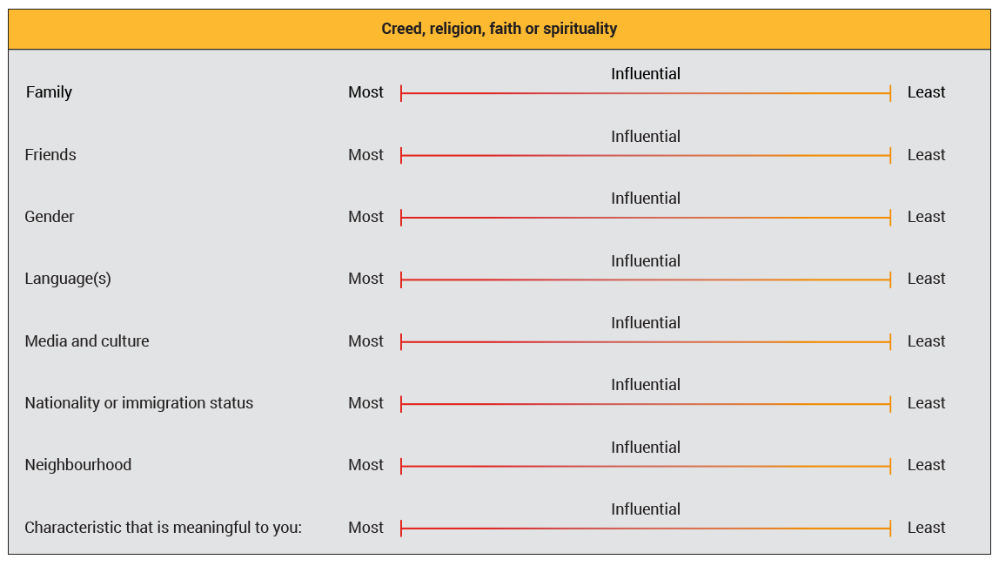 Creed, religion, faith or spirituality
Influential
Family Most Least
Influential
Friends Most Least
Influential
Gender Most Least
Influential
Language(s) Most Least
Influential
Media and culture Most Least
Influential
Nationality or immigration status Most Least
Influential
Neighbourhood Most Least
Influential
Characteristic that is meaningful to you: Most Least